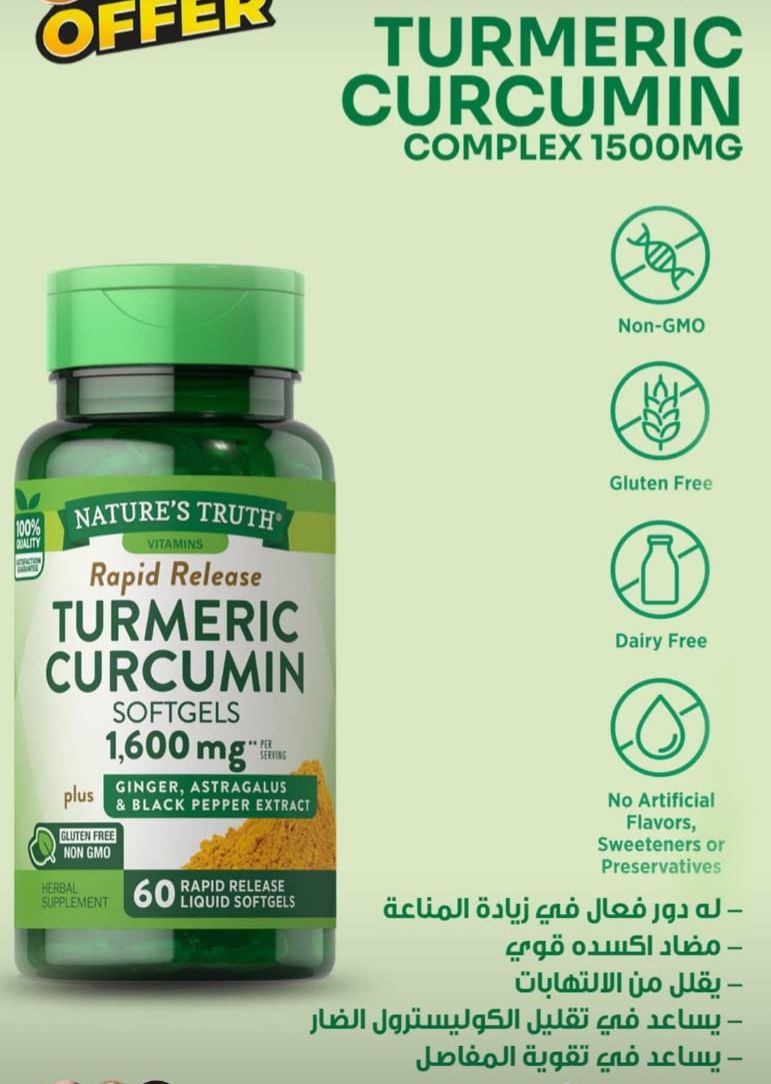 OFFER
TURMERIC
CURCUMIN
COMPLEX 1500MG
Non-GMO
Gluten Free
Dairy Free
No Artificial
Flavors,
Sweeteners or
Preservatives
100%
QUALITY
SATISFACTION
GUARANTEE
NATURE'S TRUTH®
VITAMINS
Rapid Release
TURMERIC
CURCUMIN
SOFTGELS
1,600 mg** PER
SERVING
plus
GINGER, ASTRAGALUS
& BLACK PEPPER EXTRACT
GLUTEN FREE
NON GMO
HERBAL
SUPPLEMENT
60 RAPID RELEASE
LIQUID SOFTGELS
– له دور فعال في زيادة المناعة
– مضاد اكسده قوي
– يقلل من الالتهابات
– يساعد في تقليل الكوليسترول الضار
– يساعد في تقوية المفاصل